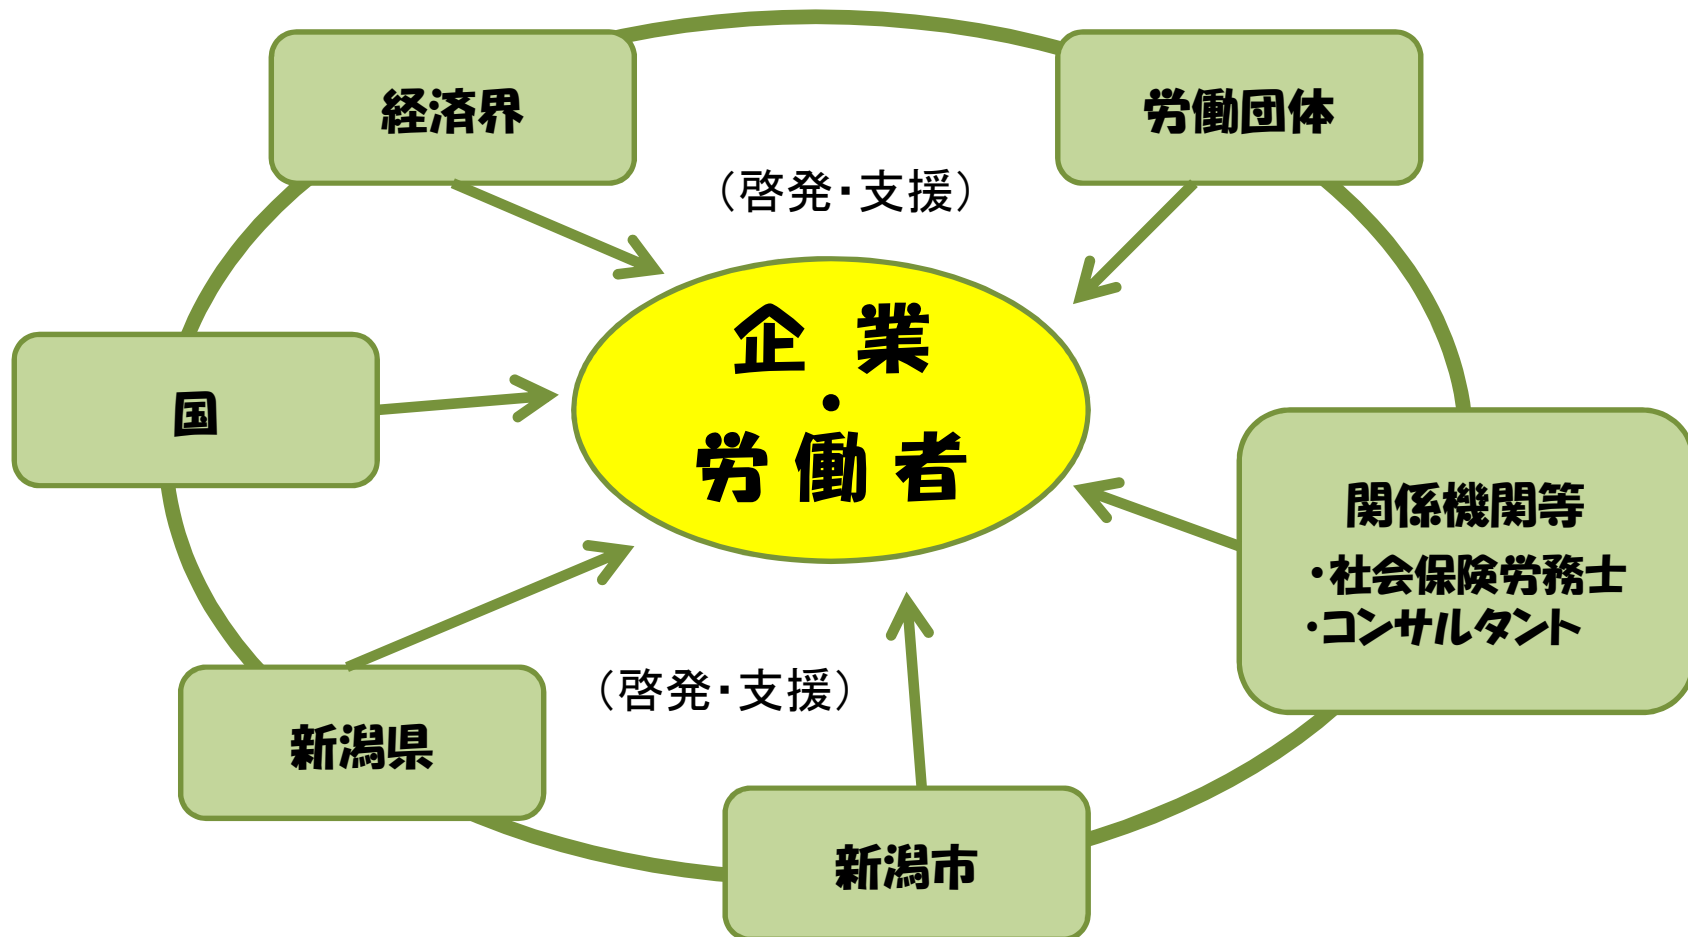 経済界
労働団体
（啓発・支援）
企 業
・
労 働 者
国
関係機関等
・社会保険労務士
・コンサルタント
（啓発・支援）
新潟県
新潟市